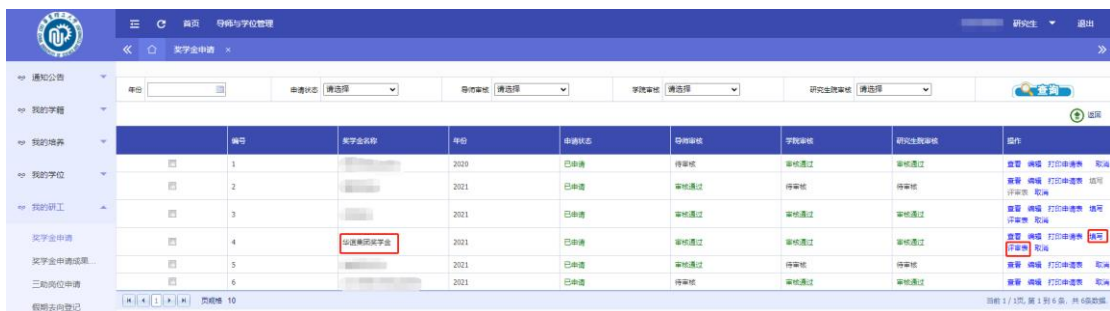 首页 导师与学位管理 研究生 退出
奖学金申请 ×
通知公告
我的学籍
我的培养
我的学位
我的研工
奖学金申请
奖学金申请成果...
三助岗位申请
假期去向登记
年份 申请状态 请选择 导师审核 请选择 学院审核 请选择 研究生院审核 请选择 查询
返回
编号 奖学金名称 年份 申请状态 导师审核 学院审核 研究生院审核 操作
1 2020 已申请 待审核 审核通过 审核通过 查看 编辑 打印申请表 取消
2 2021 已申请 审核通过 待审核 待审核 查看 编辑 打印申请表 填写
评审表 取消
3 2021 已申请 审核通过 审核通过 审核通过 查看 编辑 打印申请表 填写
评审表 取消
4 华谊集团奖学金 2021 已申请 审核通过 审核通过 审核通过 查看 编辑 打印申请表 填写
评审表 取消
5 2021 已申请 审核通过 待审核 待审核 查看 编辑 打印申请表 取消
6 2021 已申请 待审核 审核通过 审核通过 查看 编辑 打印申请表 取消
1 页规格 10 当前 1 / 1页, 第 1 到 6 条, 共 6条数据.